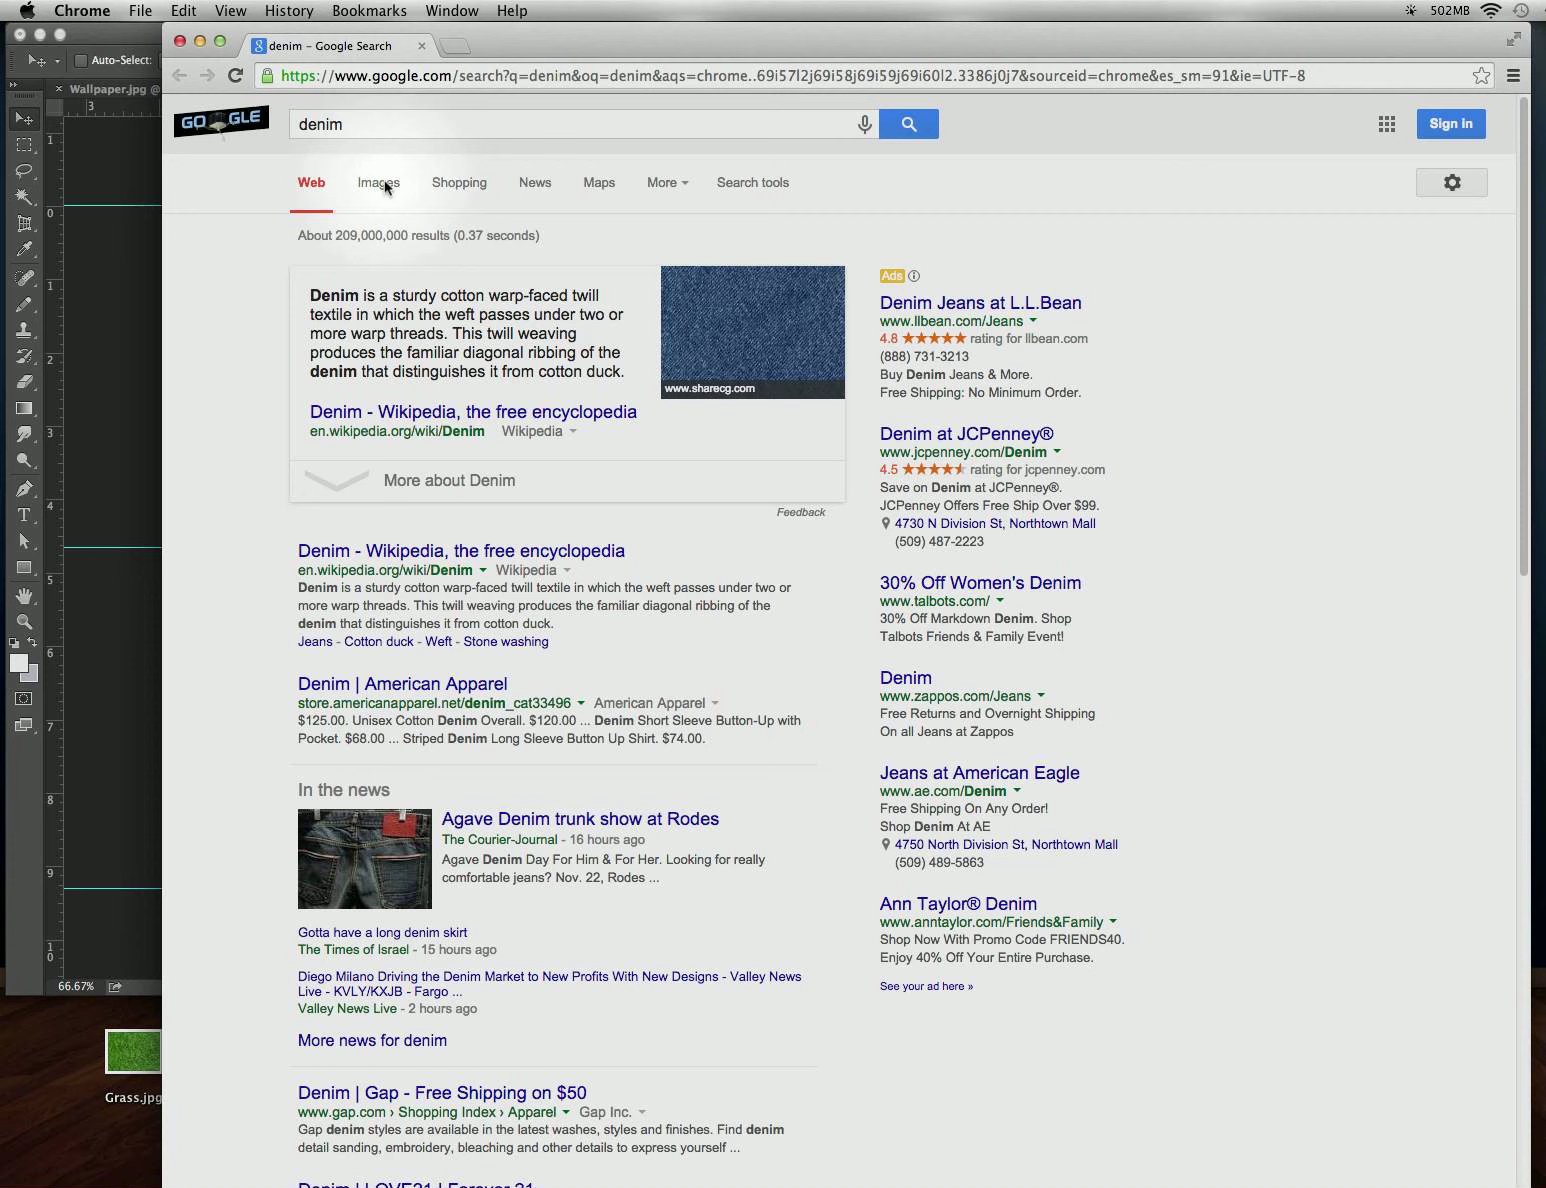 Chrome File Edit View History Bookmarks Window Help
502MB
Auto-Select:
denim - Google Search
https://www.google.com/search?q=denim&oq=denim&aqs=chrome..69i57l2j69i58j69i59j69i60l2.3386j0j7&sourceid=chrome&es_sm=91&ie=UTF-8
Wallpaper.jpg @
3
GOOGLE
denim
Sign in
Web Images Shopping News Maps More Search tools
About 209,000,000 results (0.37 seconds)
Denim is a sturdy cotton warp-faced twill
textile in which the weft passes under two or
more warp threads. This twill weaving
produces the familiar diagonal ribbing of the
denim that distinguishes it from cotton duck.
www.sharecg.com
Denim - Wikipedia, the free encyclopedia
en.wikipedia.org/wiki/Denim Wikipedia
More about Denim
Feedback
Denim - Wikipedia, the free encyclopedia
en.wikipedia.org/wiki/Denim Wikipedia
Denim is a sturdy cotton warp-faced twill textile in which the weft passes under two or
more warp threads. This twill weaving produces the familiar diagonal ribbing of the
denim that distinguishes it from cotton duck.
Jeans - Cotton duck - Weft - Stone washing
Denim | American Apparel
store.americanapparel.net/denim_cat33496 American Apparel
$125.00. Unisex Cotton Denim Overall. $120.00 ... Denim Short Sleeve Button-Up with
Pocket. $68.00 ... Striped Denim Long Sleeve Button Up Shirt. $74.00.
In the news
Agave Denim trunk show at Rodes
The Courier-Journal - 16 hours ago
Agave Denim Day For Him & For Her. Looking for really
comfortable jeans? Nov. 22, Rodes ...
Gotta have a long denim skirt
The Times of Israel - 15 hours ago
Diego Milano Driving the Denim Market to New Profits With New Designs - Valley News
Live - KVLY/KXJB - Fargo ...
Valley News Live - 2 hours ago
More news for denim
Denim | Gap - Free Shipping on $50
www.gap.com › Shopping Index › Apparel Gap Inc.
Gap denim styles are available in the latest washes, styles and finishes. Find denim
detail sanding, embroidery, bleaching and other details to express yourself ...
Denim | LOVE21 | Forever 21
Ads
Denim Jeans at L.L.Bean
www.llbean.com/Jeans
4.8 ★★★★★ rating for llbean.com
(888) 731-3213
Buy Denim Jeans & More.
Free Shipping: No Minimum Order.
Denim at JCPenney®
www.jcpenney.com/Denim
4.5 ★★★★★ rating for jcpenney.com
Save on Denim at JCPenney®.
JCPenney Offers Free Ship Over $99.
4730 N Division St, Northtown Mall
(509) 487-2223
30% Off Women's Denim
www.talbots.com/
30% Off Markdown Denim. Shop
Talbots Friends & Family Event!
Denim
www.zappos.com/Jeans
Free Returns and Overnight Shipping
On all Jeans at Zappos
Jeans at American Eagle
www.ae.com/Denim
Free Shipping On Any Order!
Shop Denim At AE
4750 North Division St, Northtown Mall
(509) 489-5863
Ann Taylor® Denim
www.anntaylor.com/Friends&Family
Shop Now With Promo Code FRIENDS40.
Enjoy 40% Off Your Entire Purchase.
See your ad here »
1
0
1
2
3
4
5
6
7
8
9
1
0
66.67%
Grass.jpg